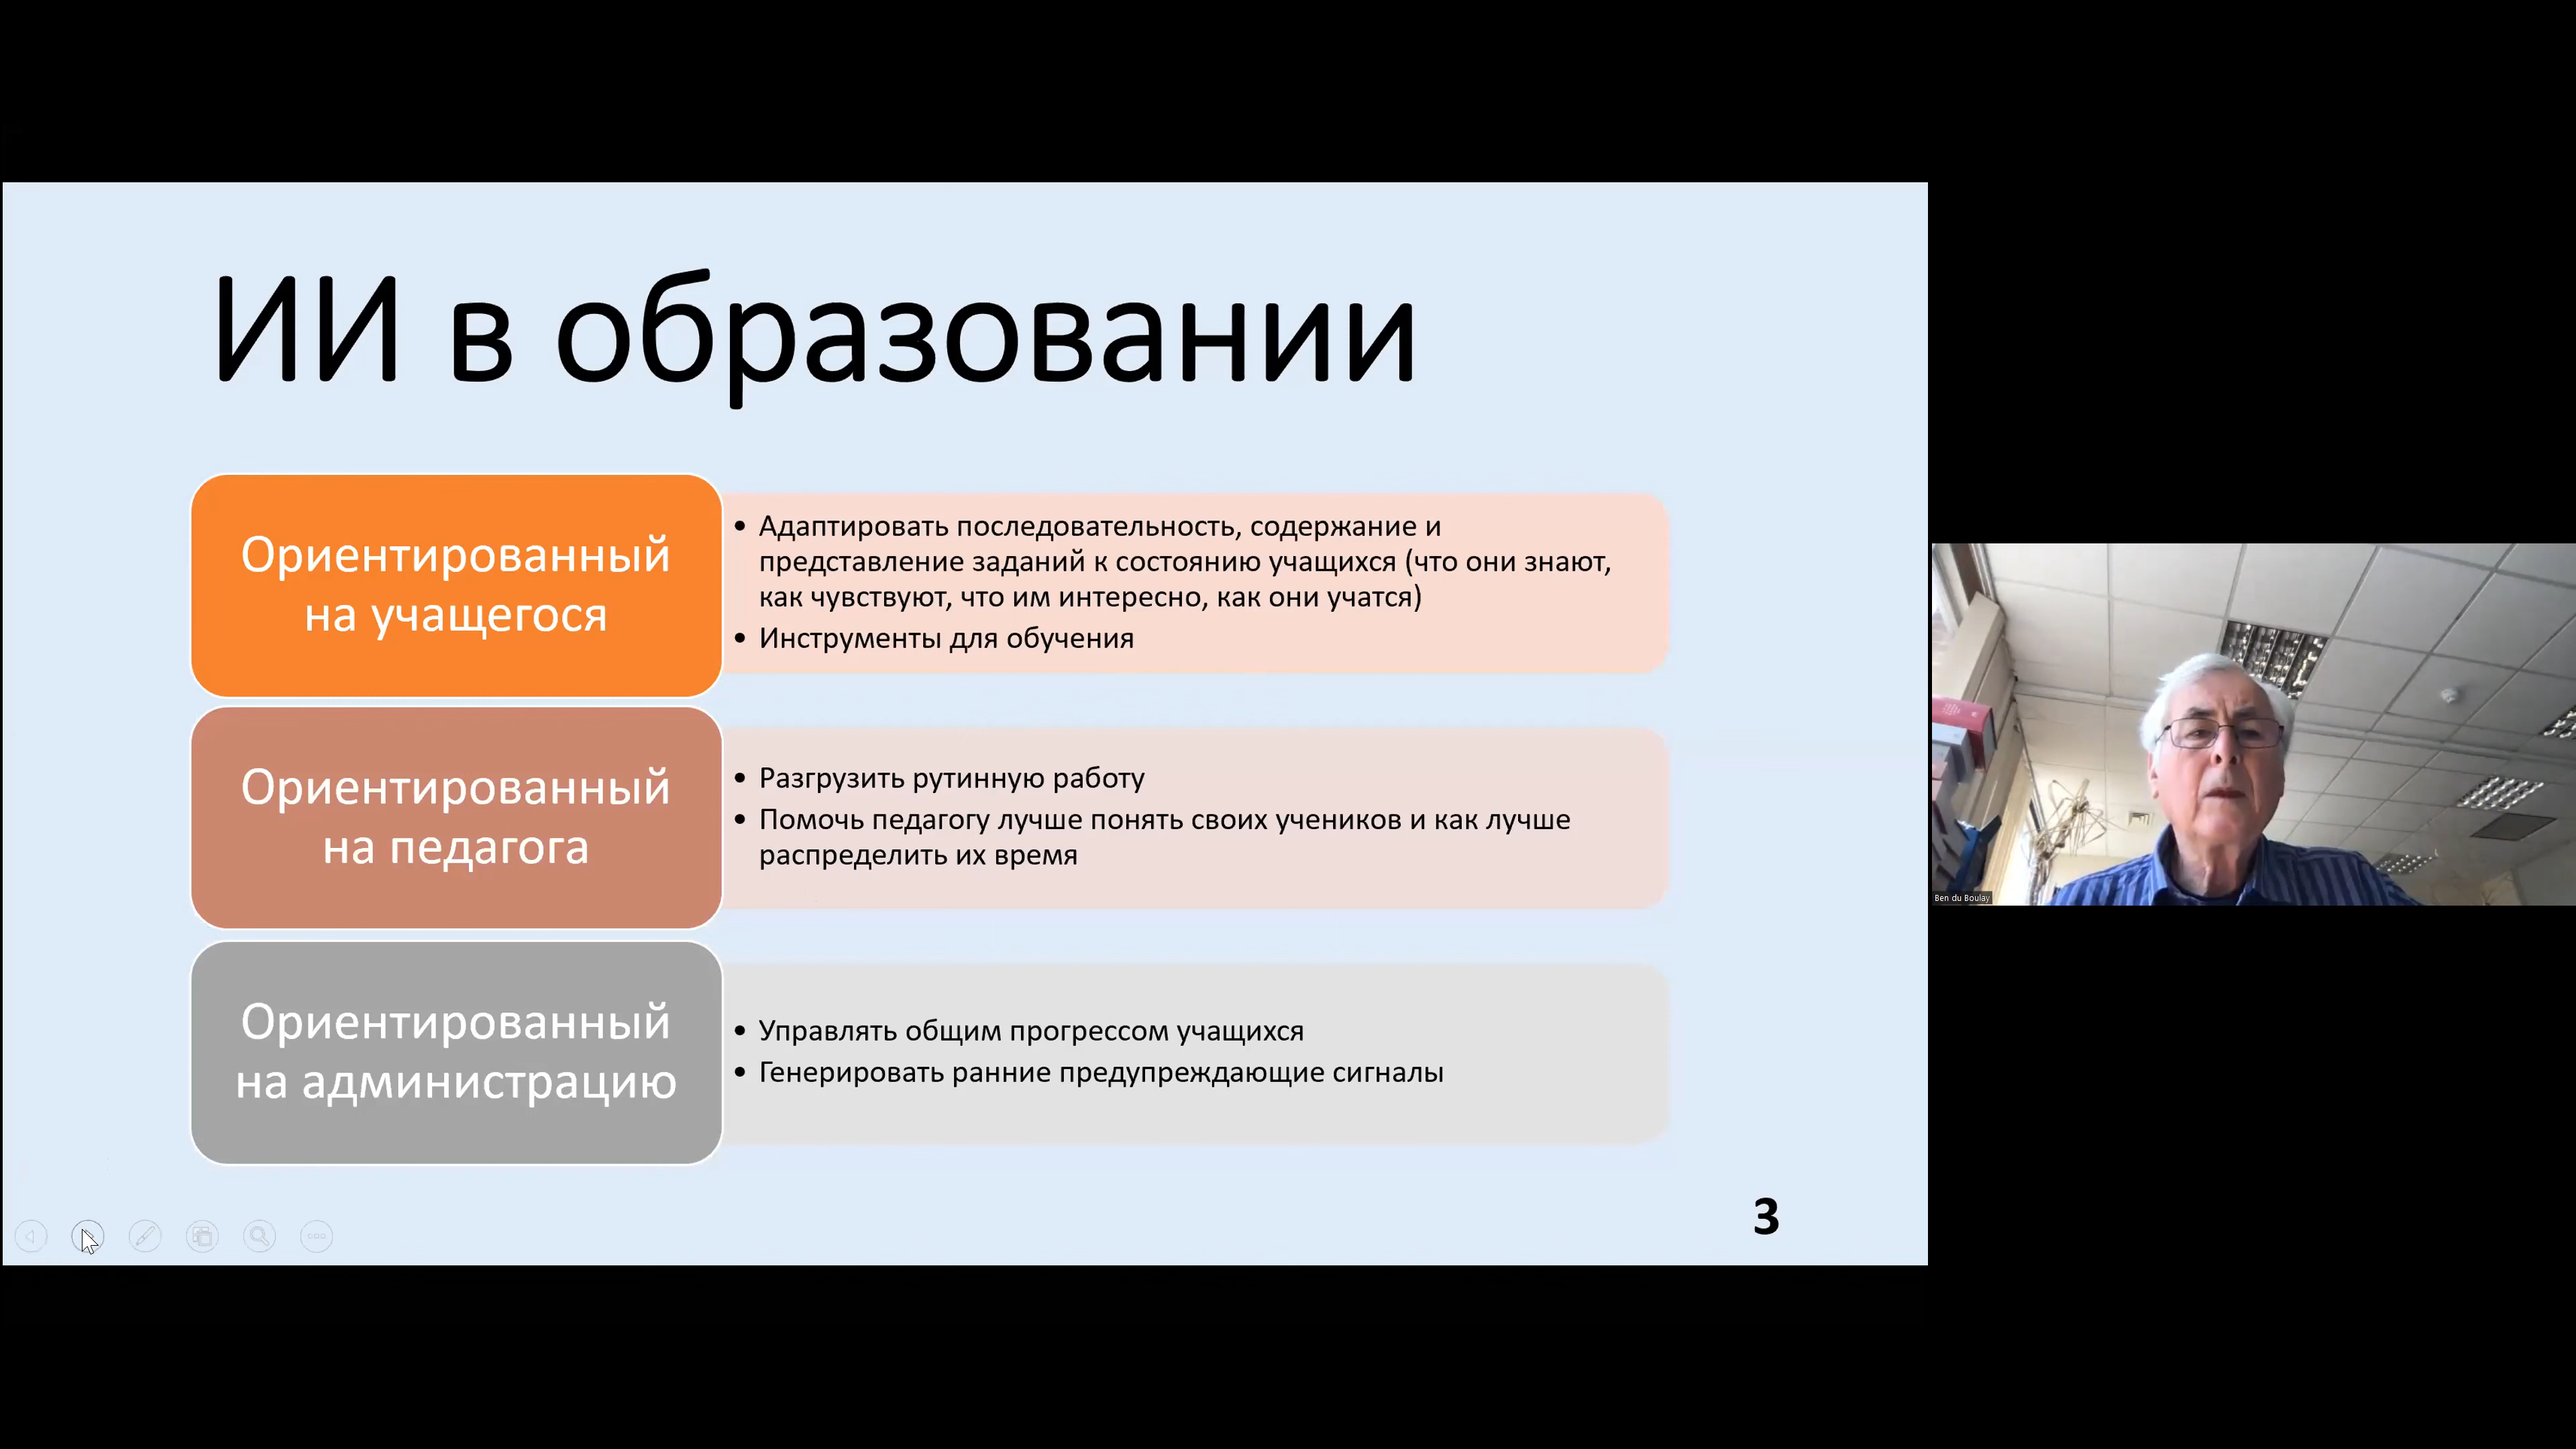 ИИ в образовании
Ориентированный
на учащегося
• Адаптировать последовательность, содержание и
представление заданий к состоянию учащихся (что они знают,
как чувствуют, что им интересно, как они учатся)
• Инструменты для обучения
Ориентированный
на педагога
• Разгрузить рутинную работу
• Помочь педагогу лучше понять своих учеников и как лучше
распределить их время
Ориентированный
на администрацию
• Управлять общим прогрессом учащихся
• Генерировать ранние предупреждающие сигналы
3
Ben du Boulay